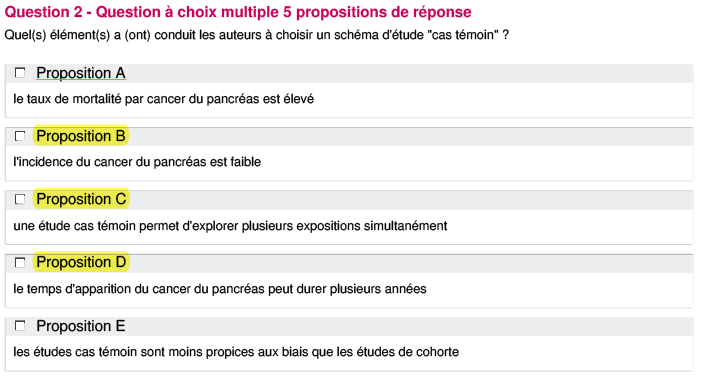 Question 2 - Question à choix multiple 5 propositions de réponse
Quel(s) élément(s) a (ont) conduit les auteurs à choisir un schéma d'étude "cas témoin" ?
Proposition A
le taux de mortalité par cancer du pancréas est élevé
Proposition B
l'incidence du cancer du pancréas est faible
Proposition C
une étude cas témoin permet d'explorer plusieurs expositions simultanément
Proposition D
le temps d'apparition du cancer du pancréas peut durer plusieurs années
Proposition E
les études cas témoin sont moins propices aux biais que les études de cohorte